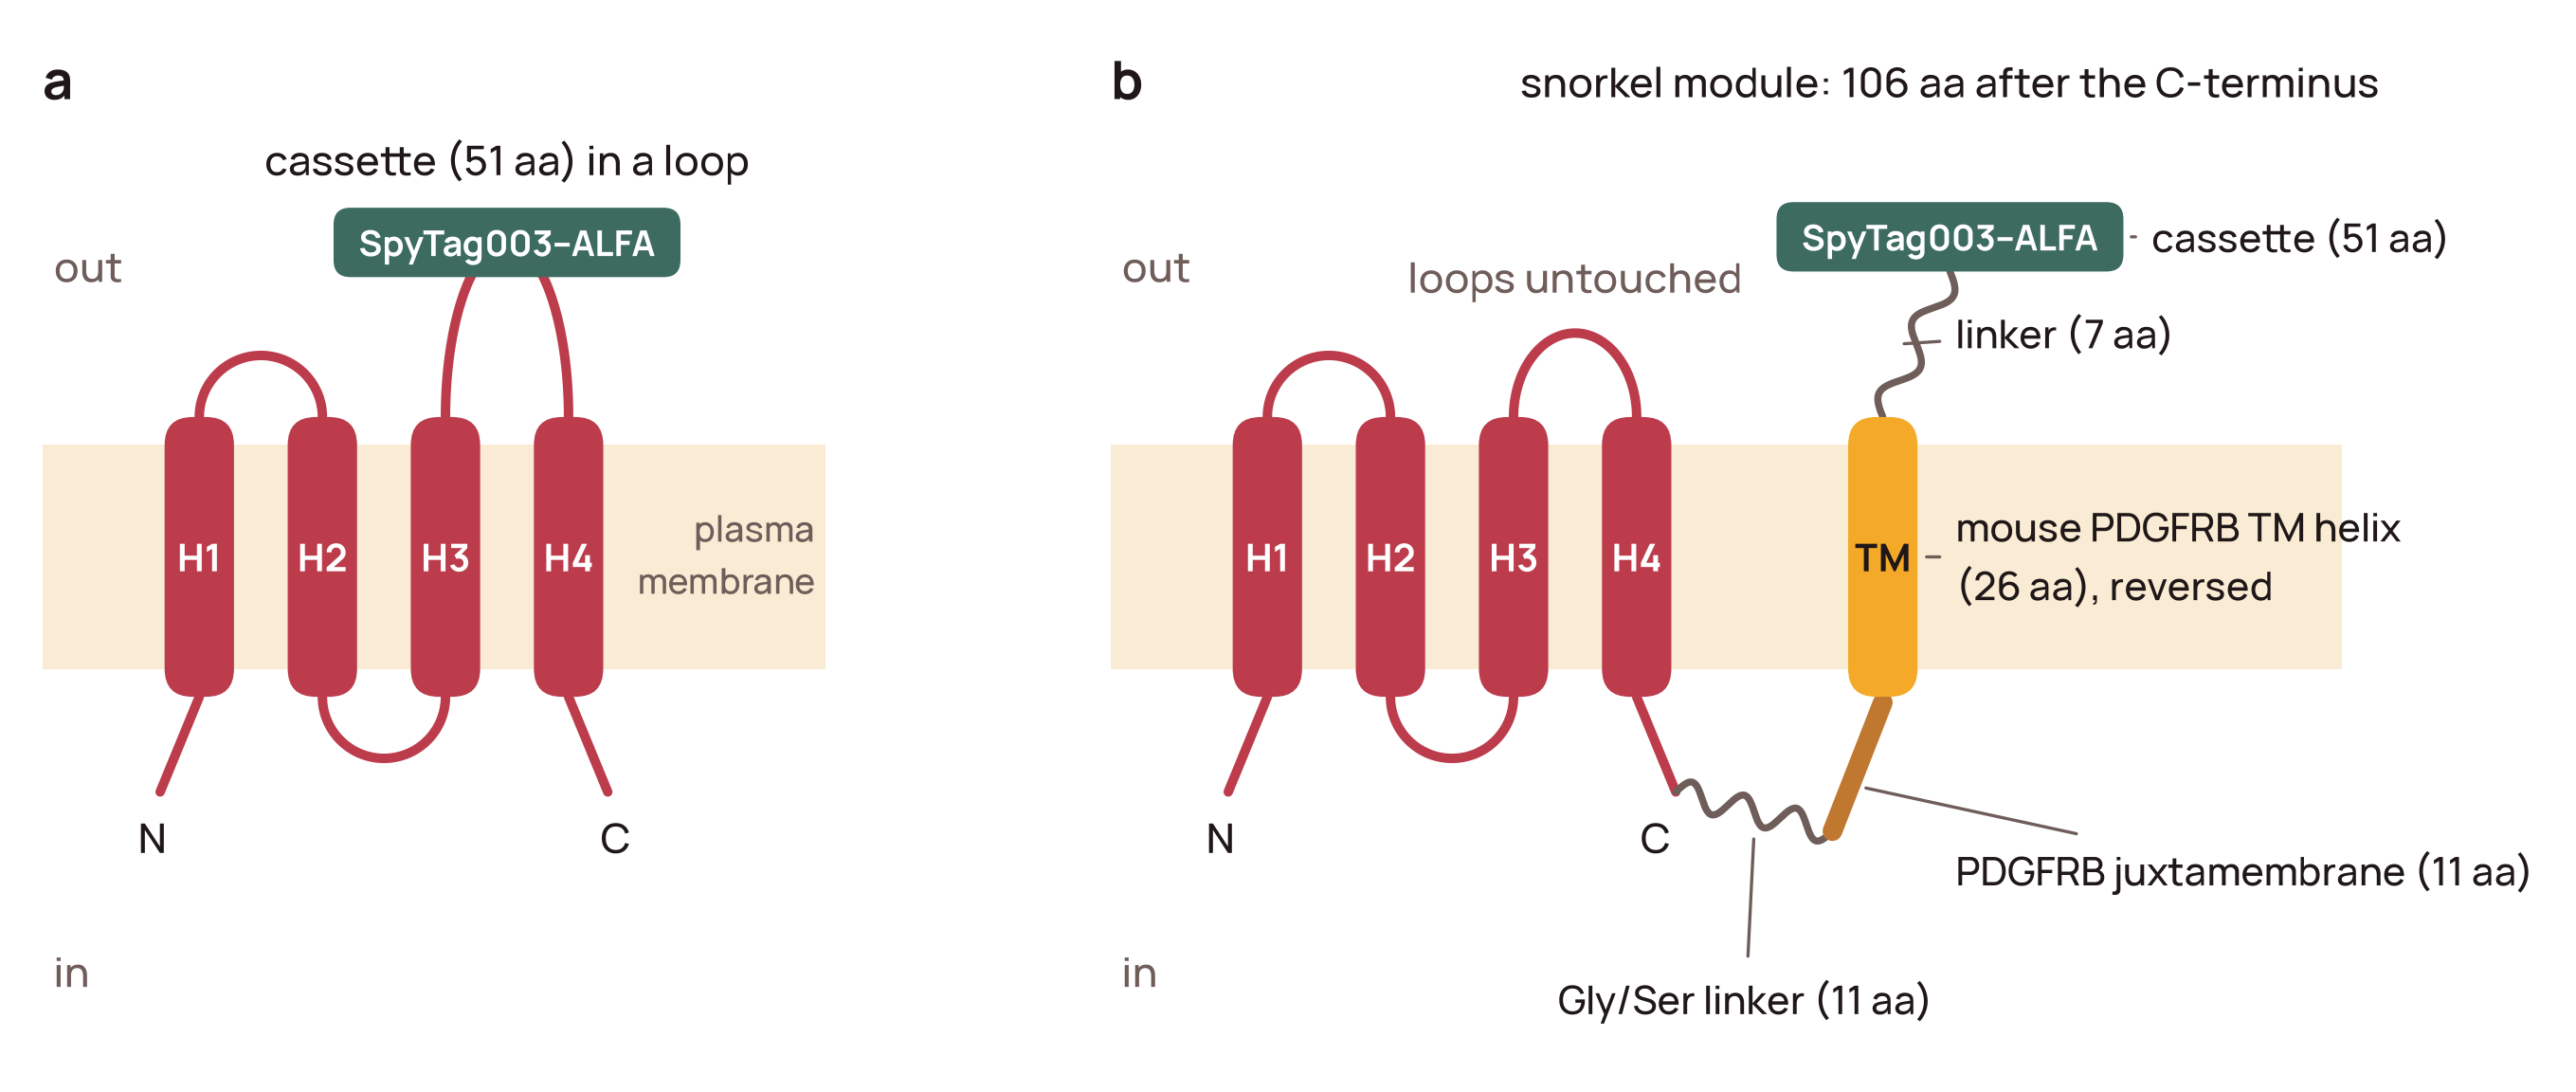 a
cassette (51 aa) in a loop
SpyTag003–ALFA
out
H1
H2
H3
H4
plasma
membrane
N
C
in
b
snorkel module: 106 aa after the C-terminus
SpyTag003–ALFA
cassette (51 aa)
out
loops untouched
linker (7 aa)
H1
H2
H3
H4
TM
mouse PDGFRB TM helix
(26 aa), reversed
N
C
PDGFRB juxtamembrane (11 aa)
in
Gly/Ser linker (11 aa)